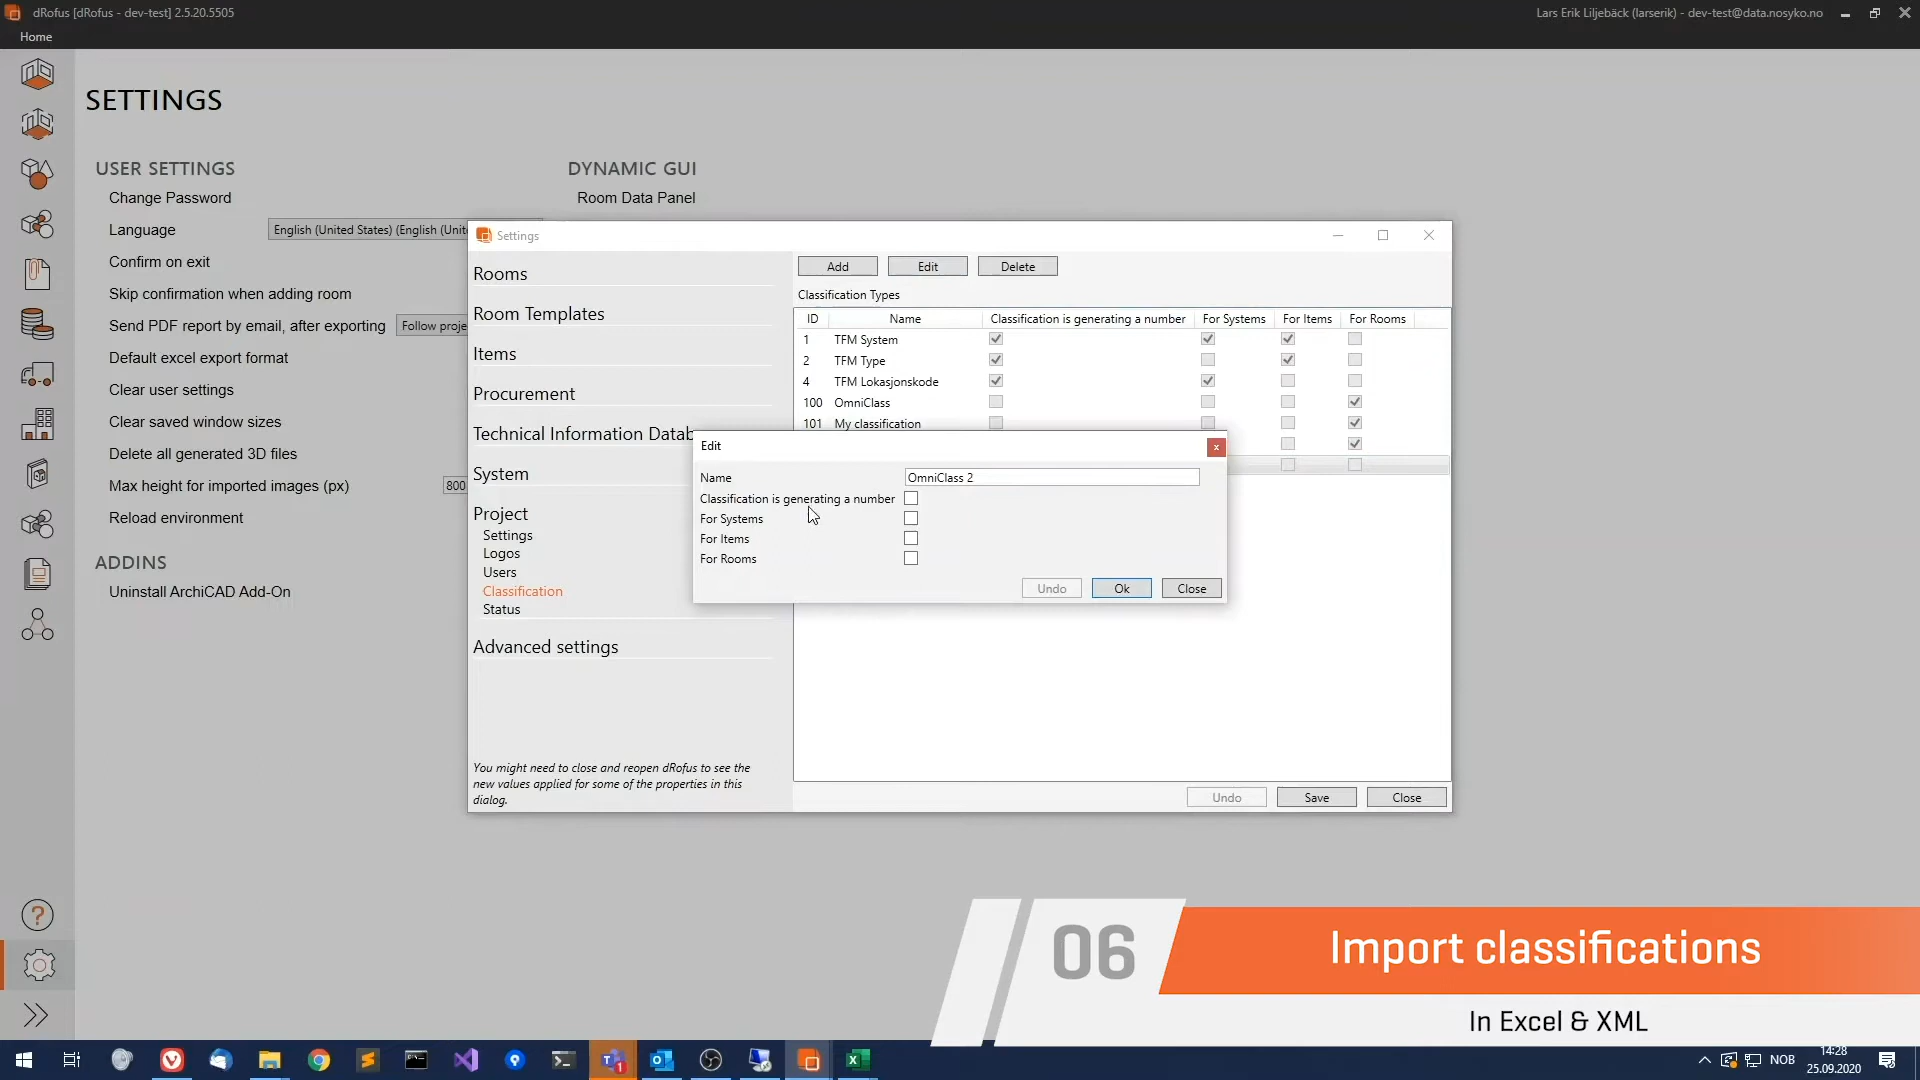 dRofus [dRofus - dev-test] 2.5.20.5505
Lars Erik Liljebäck (larserik) - dev-test@data.nosyko.no
Home
SETTINGS
USER SETTINGS
Change Password
Language
English (United States) (English (Unit
Confirm on exit
Skip confirmation when adding room
Send PDF report by email, after exporting
Follow proje
Default excel export format
Clear user settings
Clear saved window sizes
Delete all generated 3D files
Max height for imported images (px)
800
Reload environment
ADDINS
Uninstall ArchiCAD Add-On
DYNAMIC GUI
Room Data Panel
Settings
Rooms
Room Templates
Items
Procurement
Technical Information Datab
System
Project
Settings
Logos
Users
Classification
Status
Advanced settings
You might need to close and reopen dRofus to see the
new values applied for some of the properties in this
dialog.
Add
Edit
Delete
Classification Types
ID Name Classification is generating a number For Systems For Items For Rooms
1 TFM System
2 TFM Type
4 TFM Lokasjonskode
100 OmniClass
101 My classification
Edit
x
Name
OmniClass 2
Classification is generating a number
For Systems
For Items
For Rooms
Undo
Ok
Close
Undo
Save
Close
06
Import classifications
In Excel & XML
NOB
14:28
25.09.2020